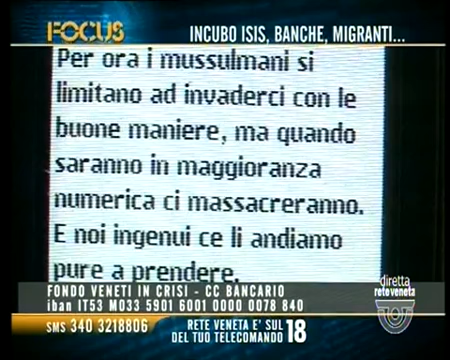 FOCUS
INCUBO ISIS, BANCHE, MIGRANTI...
Per ora i mussulmani si
limitano ad invaderci con le
buone maniere, ma quando
saranno in maggioranza
numerica ci massacreranno.
E noi ingenui ce li andiamo
pure a prendere.
diretta
reteveneta
FONDO VENETI IN CRISI - CC BANCARIO
iban IT53 M033 5901 6001 0000 0078 840
SMS 340 3218806
RETE VENETA E' SUL
DEL TUO TELECOMANDO
18